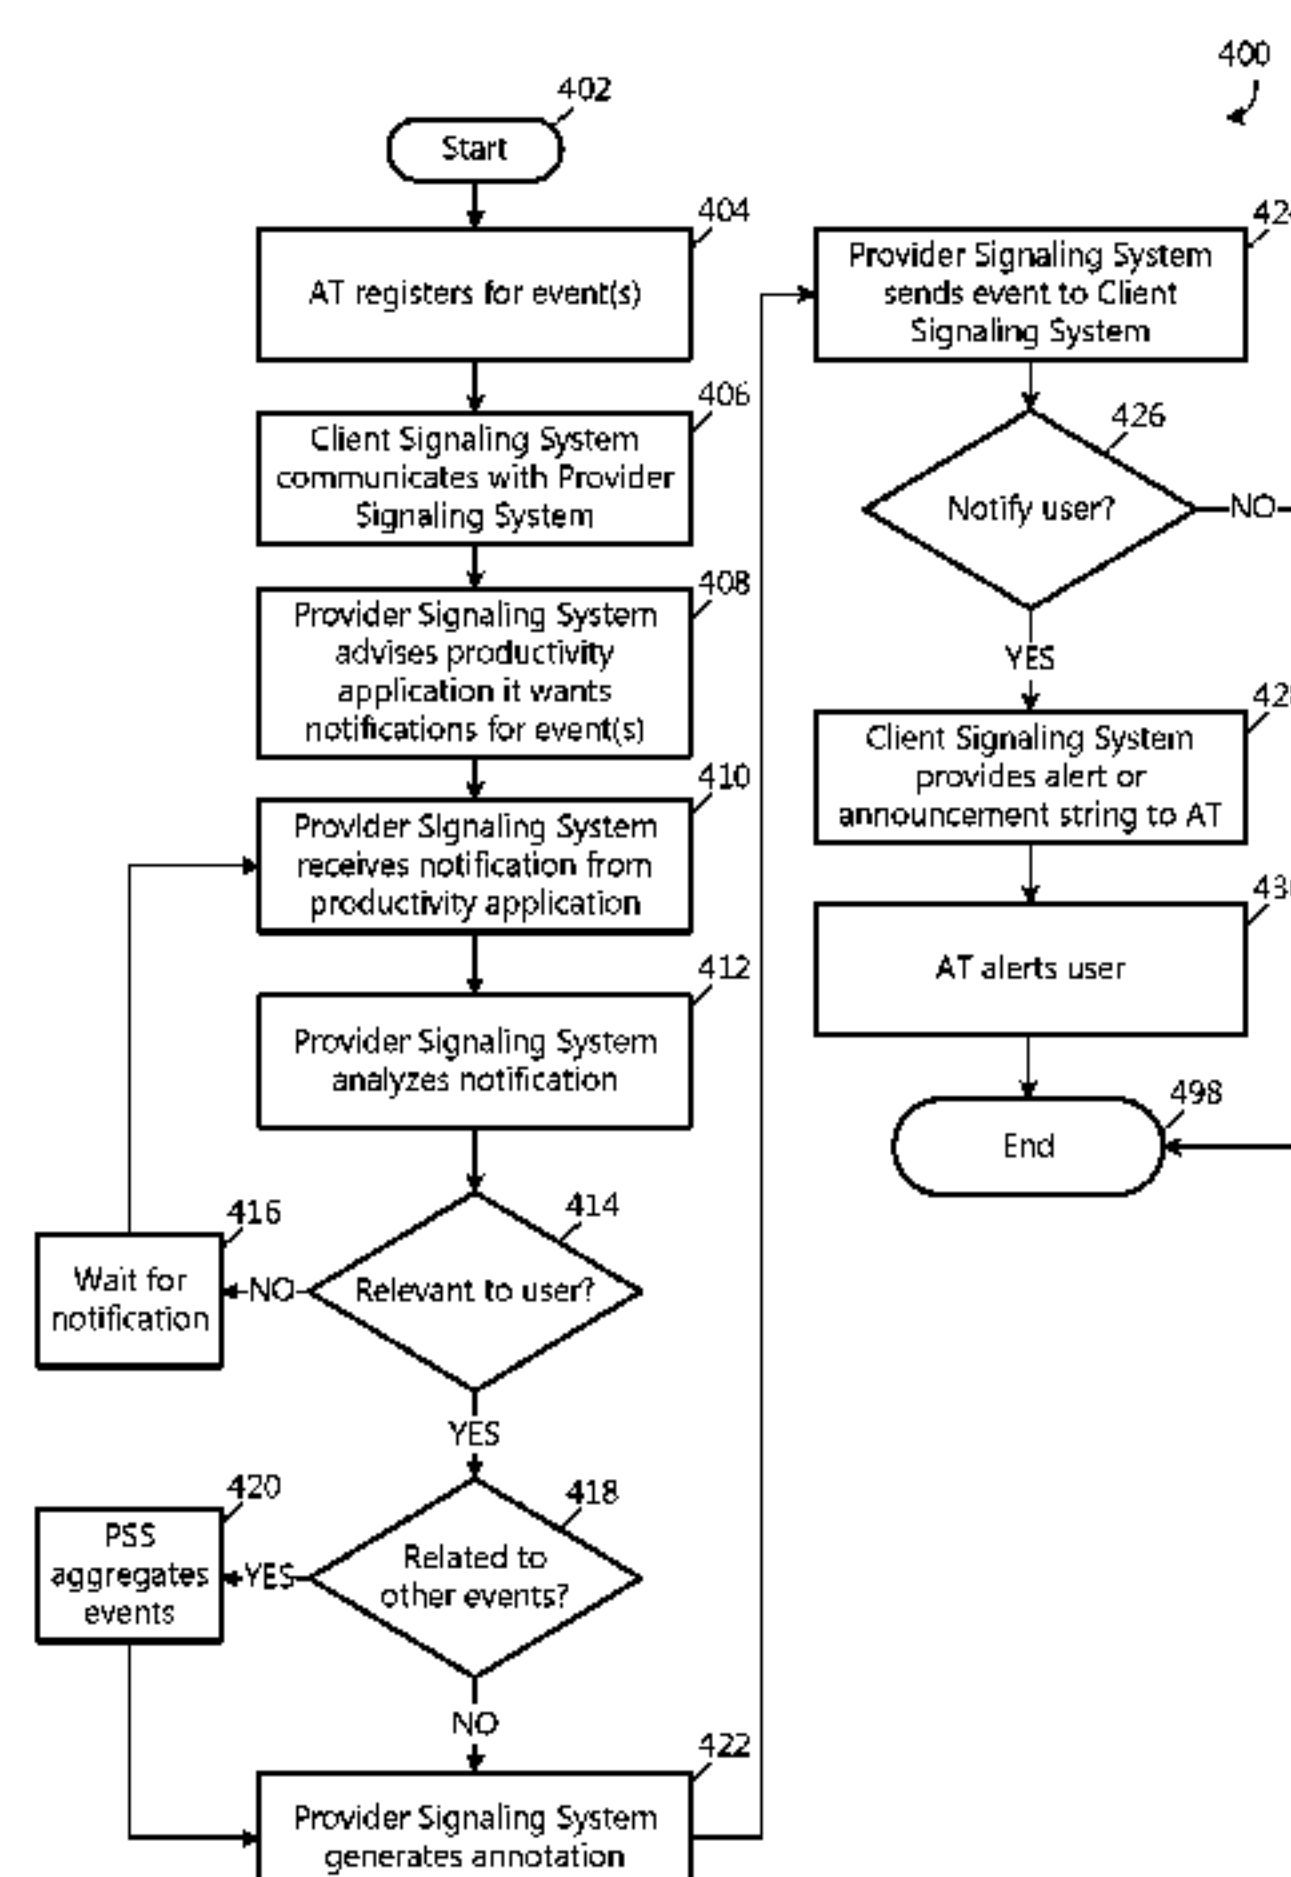 400
402
Start
404
AT registers for event(s)
406
Client Signaling System
communicates with Provider
Signaling System
408
Provider Signaling System
advises productivity
application it wants
notifications for event(s)
410
Provider Signaling System
receives notification from
productivity application
412
Provider Signaling System
analyzes notification
414
Relevant to user?
NO
416
Wait for
notification
YES
418
Related to
other events?
YES
420
PSS
aggregates
events
NO
422
Provider Signaling System
generates annotation
Provider Signaling System
sends event to Client
Signaling System
426
Notify user?
NO
YES
Client Signaling System
provides alert or
announcement string to AT
AT alerts user
498
End